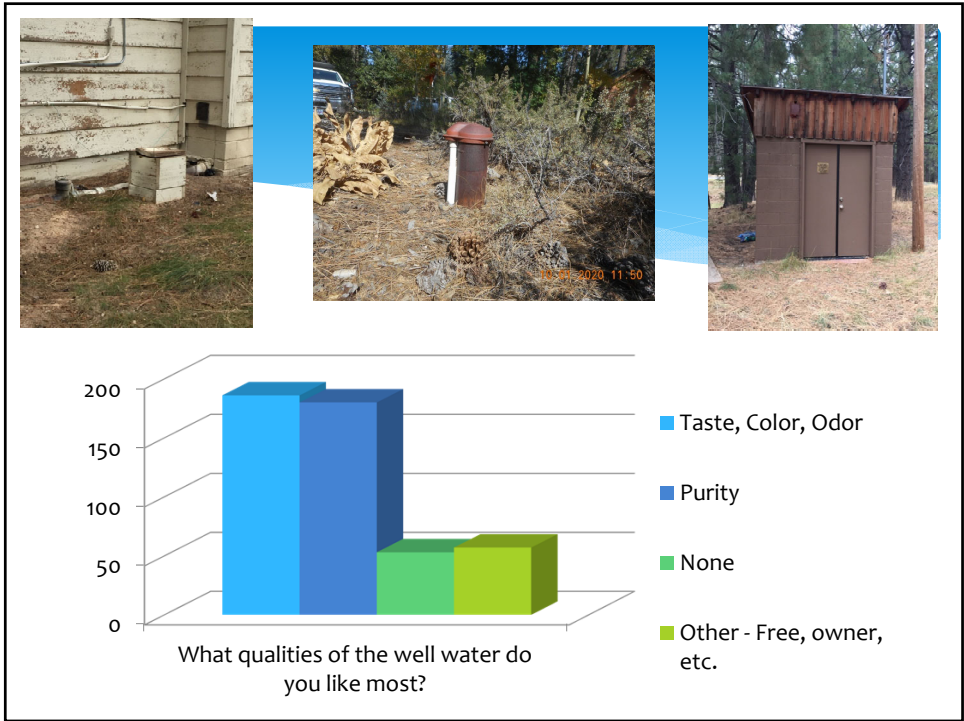 200
150
100
50
0
What qualities of the well water do
you like most?
Taste, Color, Odor
Purity
None
Other - Free, owner,
etc.